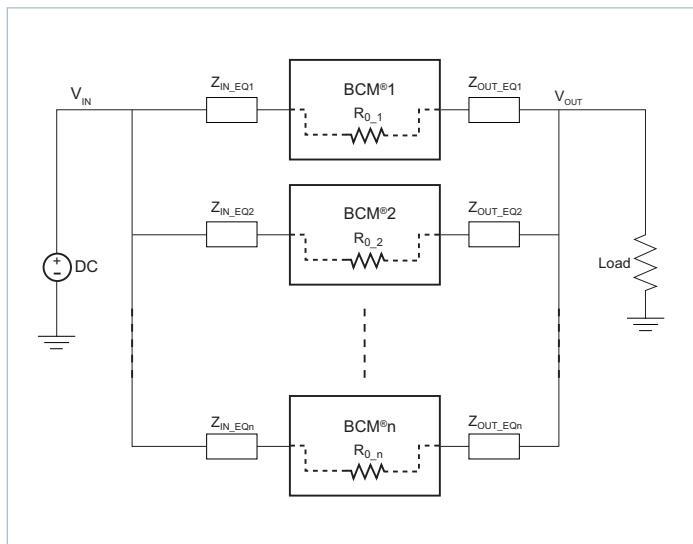 V_IN
Z_IN_EQ1
BCM®1
R_0_1
Z_OUT_EQ1
V_OUT
Z_IN_EQ2
BCM®2
R_0_2
Z_OUT_EQ2
+
–
DC
Load
Z_IN_EQn
BCM®n
R_0_n
Z_OUT_EQn